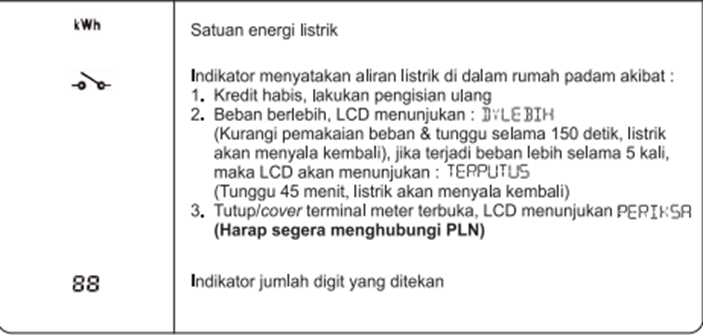 kWh
Satuan energi listrik
Indikator menyatakan aliran listrik di dalam rumah padam akibat :
1. Kredit habis, lakukan pengisian ulang
2. Beban berlebih, LCD menunjukan : DYLEBIH
(Kurangi pemakaian beban & tunggu selama 150 detik, listrik
akan menyala kembali), jika terjadi beban lebih selama 5 kali,
maka LCD akan menunjukan : TERPUTUS
(Tunggu 45 menit, listrik akan menyala kembali)
3. Tutup/cover terminal meter terbuka, LCD menunjukan PERIKSA
(Harap segera menghubungi PLN)
88
Indikator jumlah digit yang ditekan